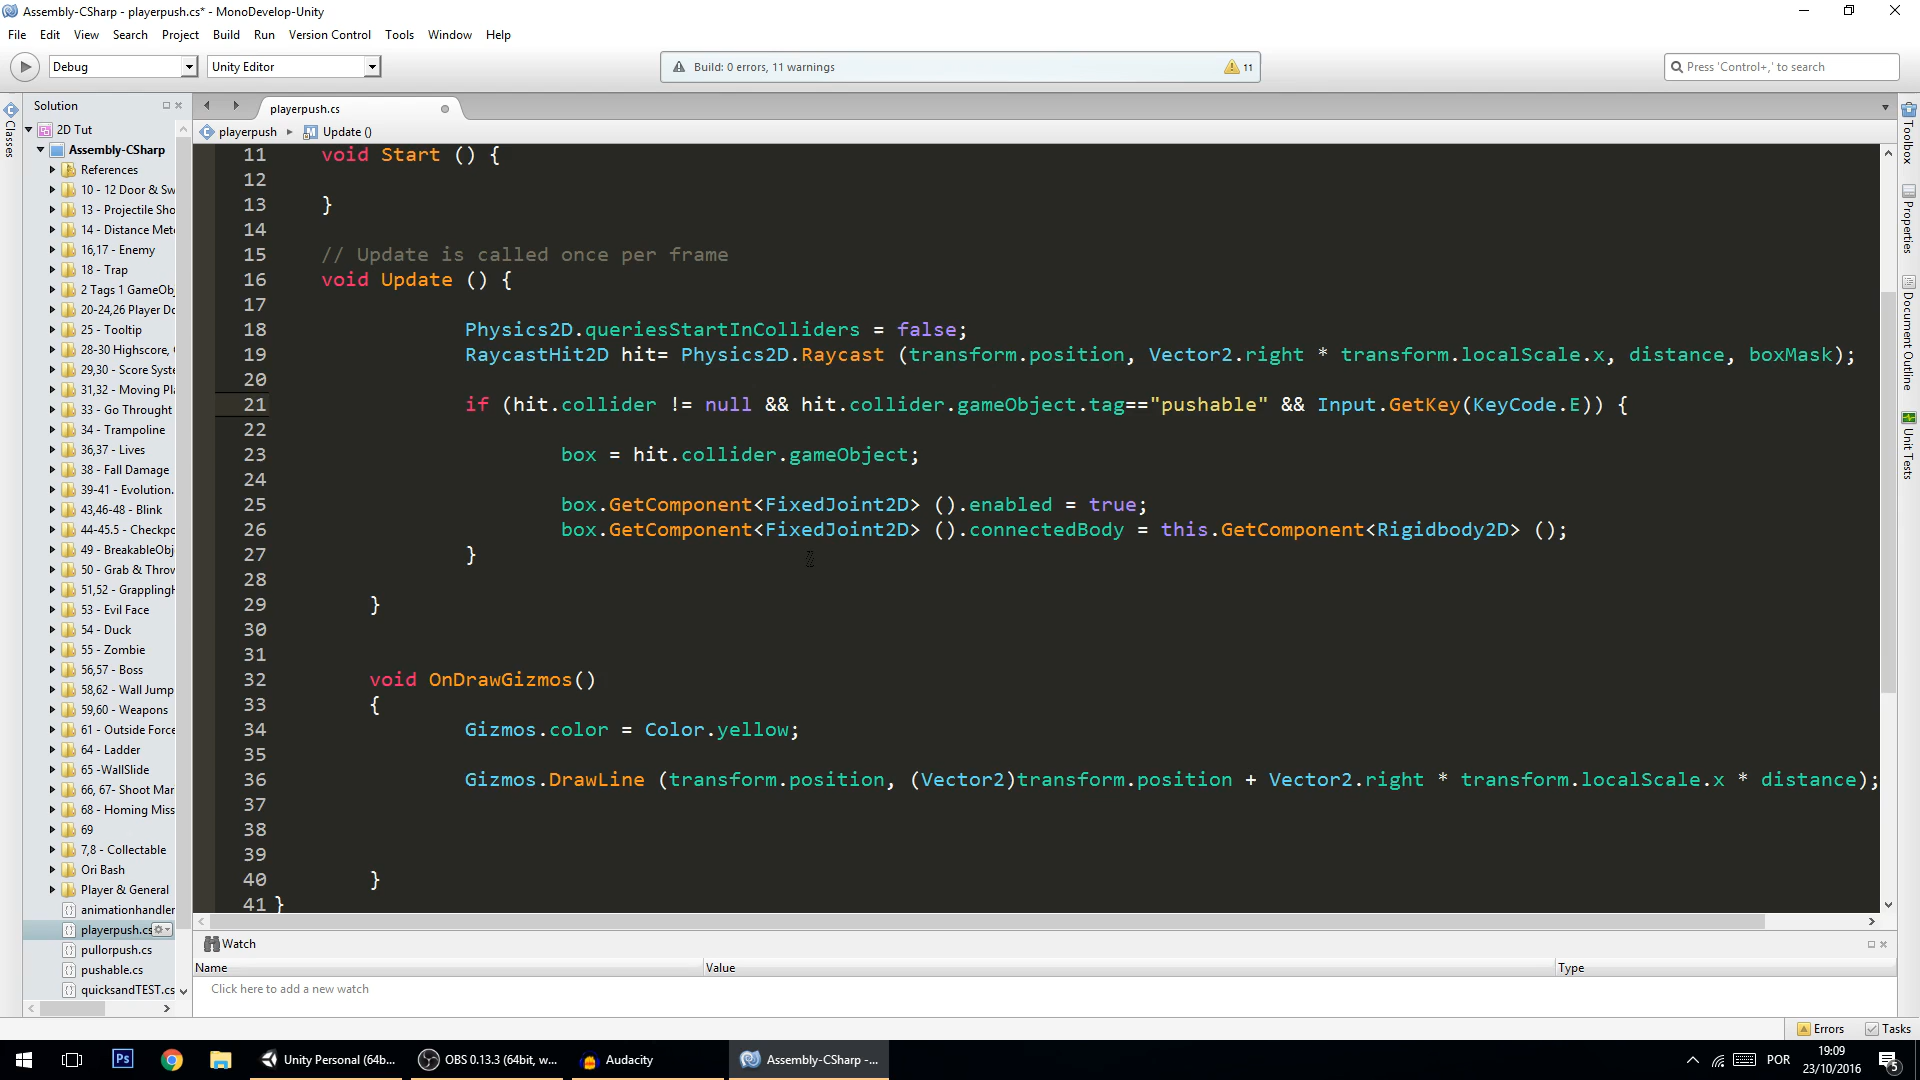 Assembly-CSharp - playerpush.cs* - MonoDevelop-Unity
File Edit View Search Project Build Run Version Control Tools Window Help
Debug Unity Editor Build: 0 errors, 11 warnings 11 Press 'Control+,' to search
Solution
playerpush.cs
playerpush Update ()
Classes
2D Tut
Assembly-CSharp
References
10 - 12 Door & Sw
13 - Projectile Sho
14 - Distance Mete
16,17 - Enemy
18 - Trap
2 Tags 1 GameObj
20-24,26 Player Do
25 - Tooltip
28-30 Highscore, (
29,30 - Score Syste
31,32 - Moving Pla
33 - Go Throught
34 - Trampoline
36,37 - Lives
38 - Fall Damage
39-41 - Evolution.
43,46-48 - Blink
44-45.5 - Checkpo
49 - BreakableObj
50 - Grab & Throw
51,52 - GrapplingH
53 - Evil Face
54 - Duck
55 - Zombie
56,57 - Boss
58,62 - Wall Jump
59,60 - Weapons
61 - Outside Force
64 - Ladder
65 -WallSlide
66, 67- Shoot Mar
68 - Homing Miss
69
7,8 - Collectable
Ori Bash
Player & General
animationhandler
playerpush.cs
pullorpush.cs
pushable.cs
quicksandTEST.cs
11 void Start () {
12
13 }
14
15 // Update is called once per frame
16 void Update () {
17
18 Physics2D.queriesStartInColliders = false;
19 RaycastHit2D hit= Physics2D.Raycast (transform.position, Vector2.right * transform.localScale.x, distance, boxMask);
20
21 if (hit.collider != null && hit.collider.gameObject.tag=="pushable" && Input.GetKey(KeyCode.E)) {
22
23 box = hit.collider.gameObject;
24
25 box.GetComponent<FixedJoint2D> ().enabled = true;
26 box.GetComponent<FixedJoint2D> ().connectedBody = this.GetComponent<Rigidbody2D> ();
27 }
28
29 }
30
31
32 void OnDrawGizmos()
33 {
34 Gizmos.color = Color.yellow;
35
36 Gizmos.DrawLine (transform.position, (Vector2)transform.position + Vector2.right * transform.localScale.x * distance);
37
38
39
40 }
41 }
Toolbox
Properties
Document Outline
Unit Tests
Watch
Name Value Type
Click here to add a new watch
Errors Tasks
Ps Unity Personal (64b... OBS 0.13.3 (64bit, w... Audacity Assembly-CSharp -... POR 19:09
23/10/2016
5